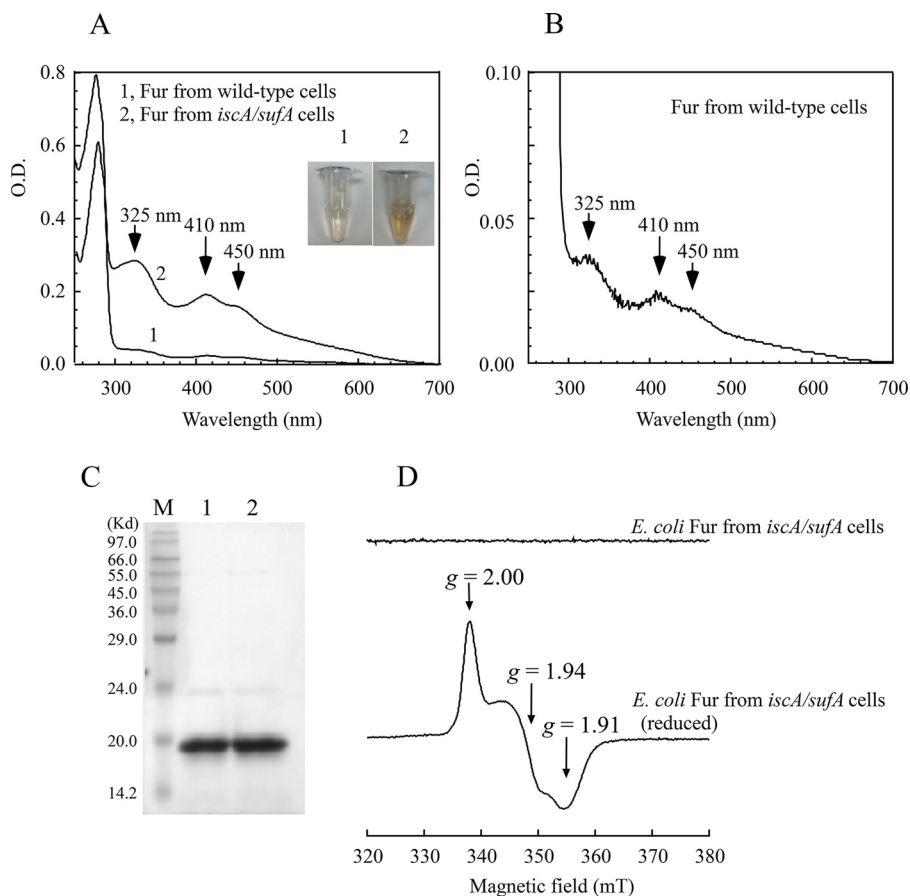 A
0.8
0.6
0.4
0.2
0.0
O.D.
1, Fur from wild-type cells
2, Fur from iscA/sufA cells
1 2
325 nm
410 nm
450 nm
2
1
300 400 500 600 700
Wavelength (nm)
B
0.10
0.05
0.00
O.D.
Fur from wild-type cells
325 nm
410 nm
450 nm
300 400 500 600 700
Wavelength (nm)
C
(Kd)
M 1 2
97.0
66.0
55.0
45.0
36.0
29.0
24.0
20.0
14.2
D
E. coli Fur from iscA/sufA cells
g = 2.00
g = 1.94
g = 1.91
E. coli Fur from iscA/sufA cells
(reduced)
320 330 340 350 360 370 380
Magnetic field (mT)